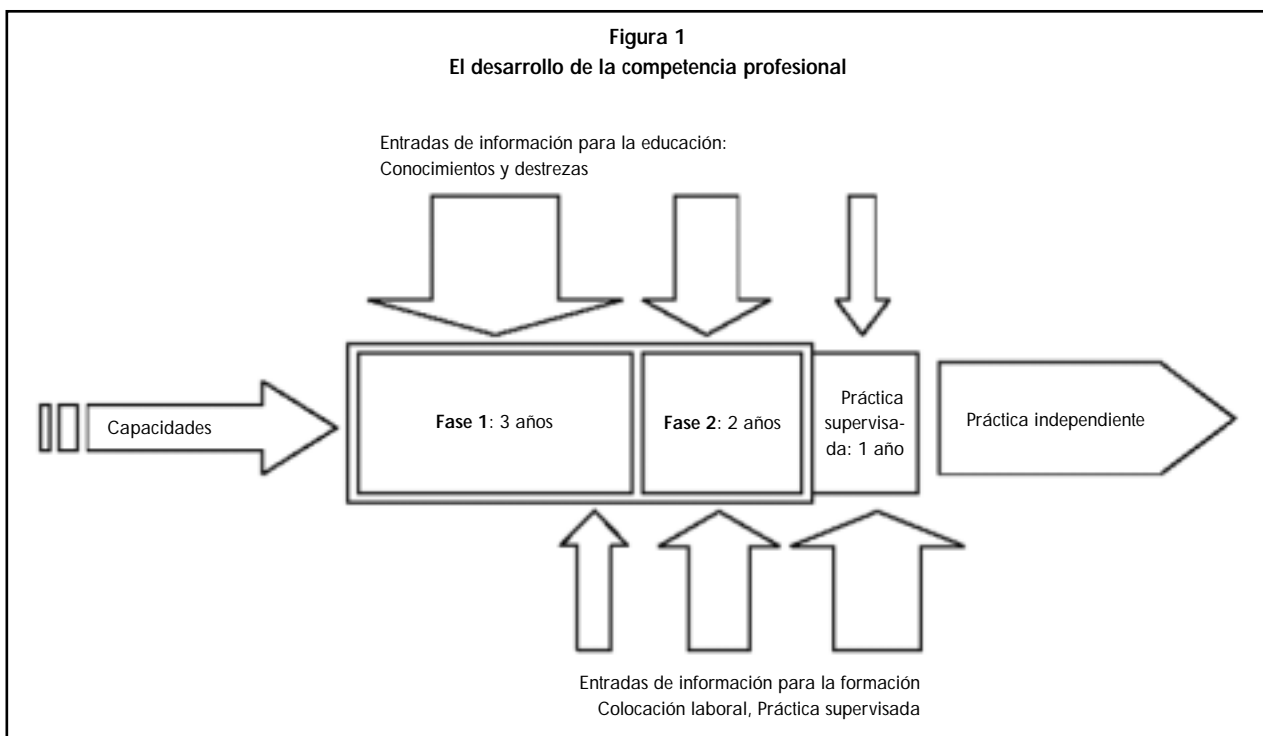 Figura 1
El desarrollo de la competencia profesional
Entradas de información para la educación:
Conocimientos y destrezas
Capacidades
Fase 1: 3 años
Fase 2: 2 años
Práctica
supervisa-
da: 1 año
Práctica independiente
Entradas de información para la formación
Colocación laboral, Práctica supervisada